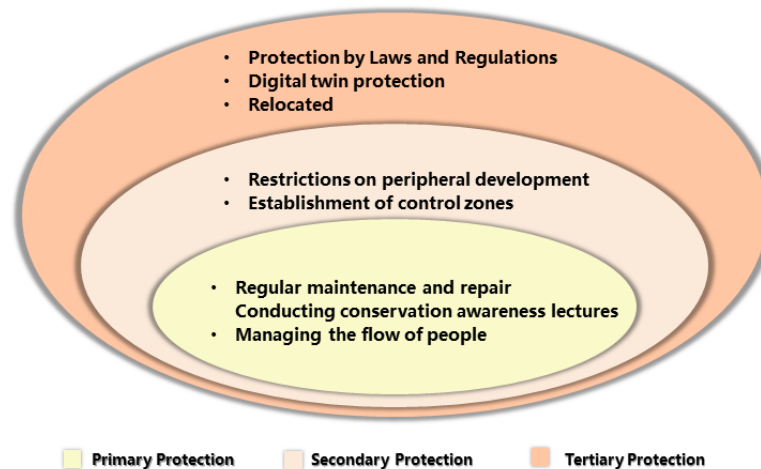 • Protection by Laws and Regulations
• Digital twin protection
• Relocated
• Restrictions on peripheral development
• Establishment of control zones
• Regular maintenance and repair
Conducting conservation awareness lectures
• Managing the flow of people
Primary Protection Secondary Protection Tertiary Protection